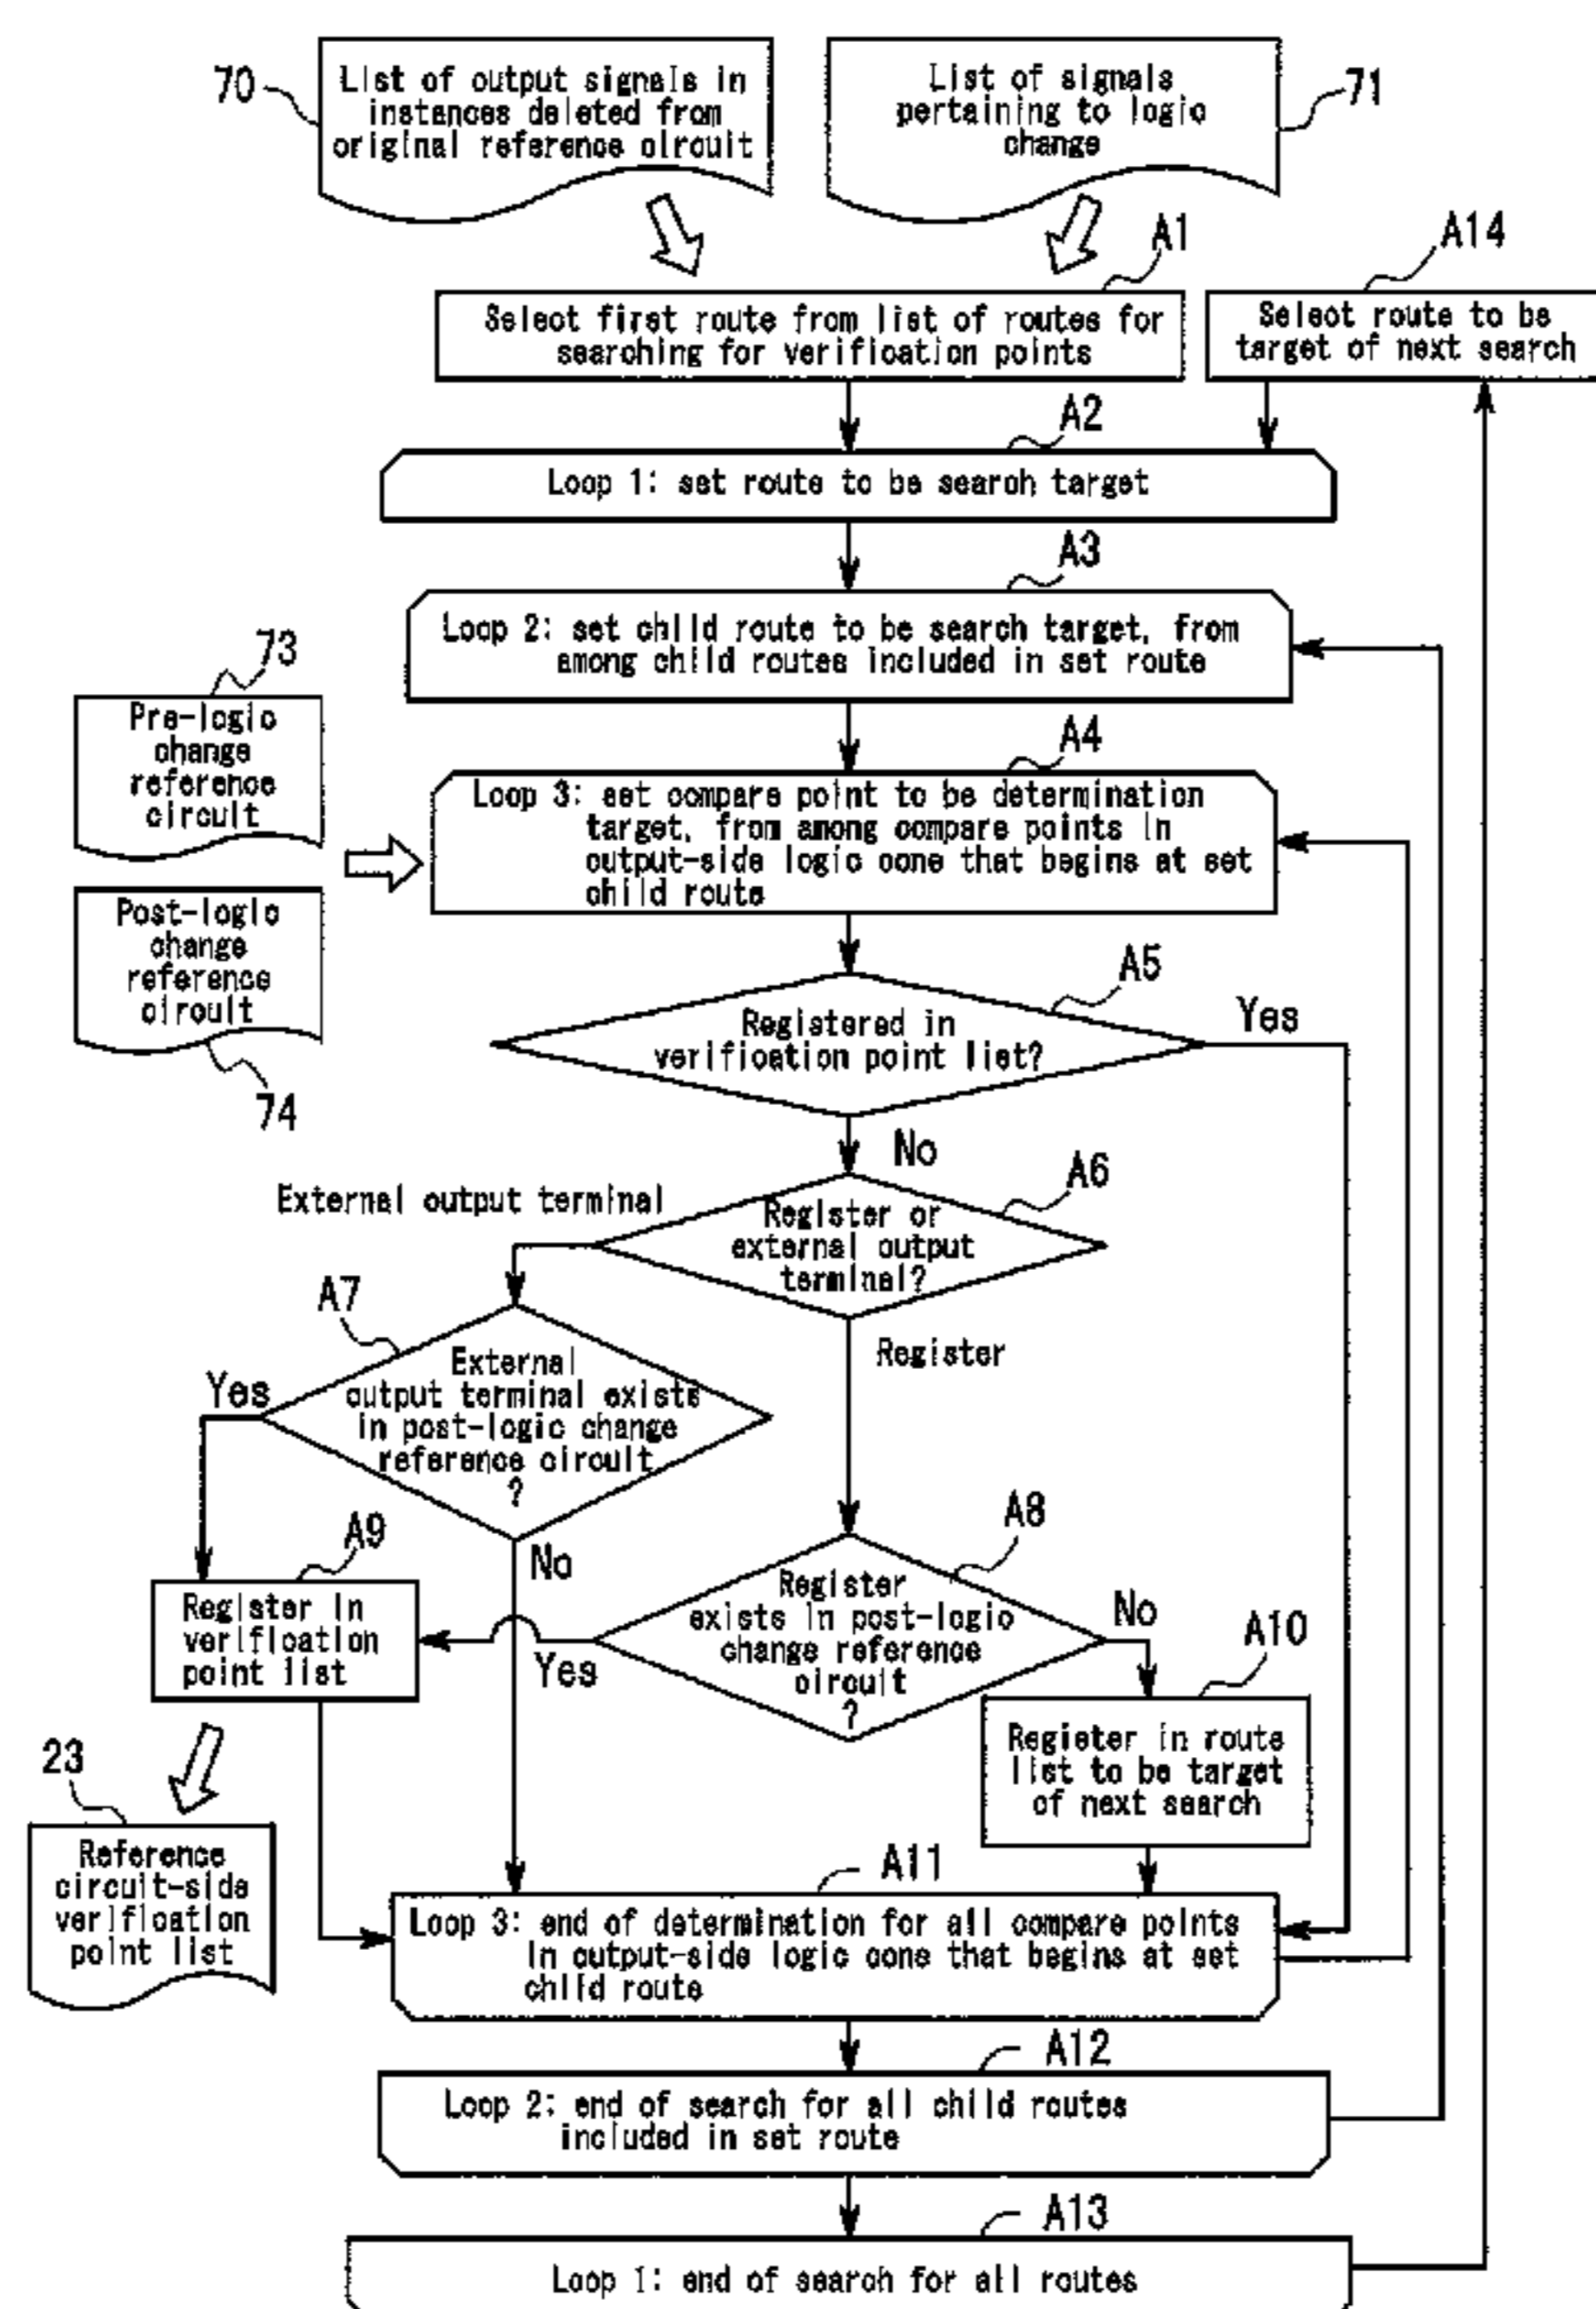 70
List of output signals in
instances deleted from
original reference circuit
List of signals
pertaining to logic
change
71
A1
Select first route from list of routes for
searching for verification points
A14
Select route to be
target of next search
A2
Loop 1: set route to be search target
A3
Loop 2: set child route to be search target, from
among child routes included in set route
73
Pre-logic
change
reference
circuit
A4
Loop 3: set compare point to be determination
target, from among compare points in
output-side logic cone that begins at set
child route
Post-logic
change
reference
circuit
74
A5
Registered in
verification point list?
Yes
No
A6
External output terminal
Register or
external output
terminal?
A7
Register
Yes
External
output terminal exists
in post-logic change
reference circuit
?
No
A8
Register
exists in post-logic
change reference
circuit
?
Yes
No
A9
Register in
verification
point list
A10
Register in route
list to be target
of next search
23
Reference
circuit-side
verification
point list
A11
Loop 3: end of determination for all compare points
in output-side logic cone that begins at set
child route
A12
Loop 2: end of search for all child routes
included in set route
A13
Loop 1: end of search for all routes